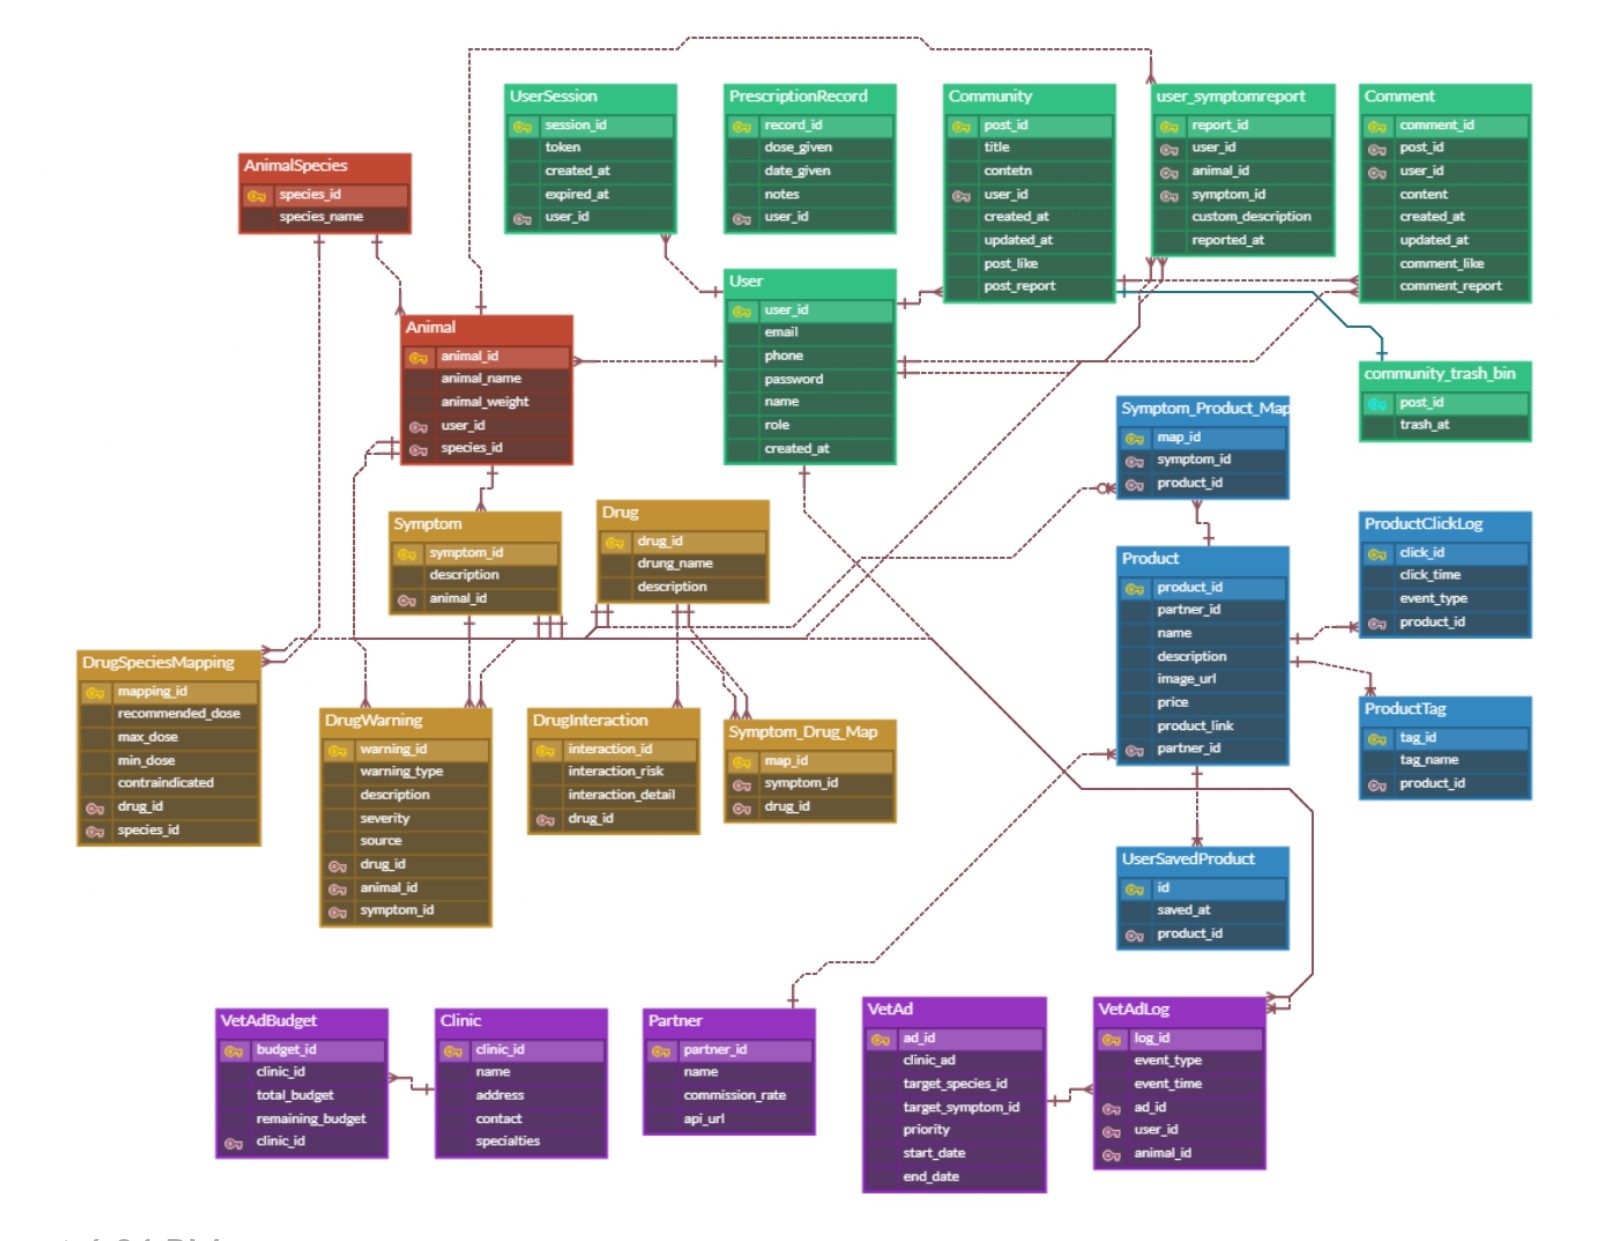 UserSession
session_id
token
created_at
expired_at
user_id
PrescriptionRecord
record_id
dose_given
date_given
notes
user_id
Community
post_id
title
contetn
user_id
created_at
updated_at
post_like
post_report
user_symptomreport
report_id
user_id
animal_id
symptom_id
custom_description
reported_at
Comment
comment_id
post_id
user_id
content
created_at
updated_at
comment_like
comment_report
AnimalSpecies
species_id
species_name
User
user_id
email
phone
password
name
role
created_at
Animal
animal_id
animal_name
animal_weight
user_id
species_id
community_trash_bin
post_id
trash_at
Symptom_Product_Map
map_id
symptom_id
product_id
Symptom
symptom_id
description
animal_id
Drug
drug_id
drung_name
description
Product
product_id
partner_id
name
description
image_url
price
product_link
partner_id
ProductClickLog
click_id
click_time
event_type
product_id
DrugSpeciesMapping
mapping_id
recommended_dose
max_dose
min_dose
contraindicated
drug_id
species_id
DrugWarning
warning_id
warning_type
description
severity
source
drug_id
animal_id
symptom_id
DrugInteraction
interaction_id
interaction_risk
interaction_detail
drug_id
Symptom_Drug_Map
map_id
symptom_id
drug_id
ProductTag
tag_id
tag_name
product_id
UserSavedProduct
id
saved_at
product_id
VetAdBudget
budget_id
clinic_id
total_budget
remaining_budget
clinic_id
Clinic
clinic_id
name
address
contact
specialties
Partner
partner_id
name
commission_rate
api_url
VetAd
ad_id
clinic_ad
target_species_id
target_symptom_id
priority
start_date
end_date
VetAdLog
log_id
event_type
event_time
ad_id
user_id
animal_id